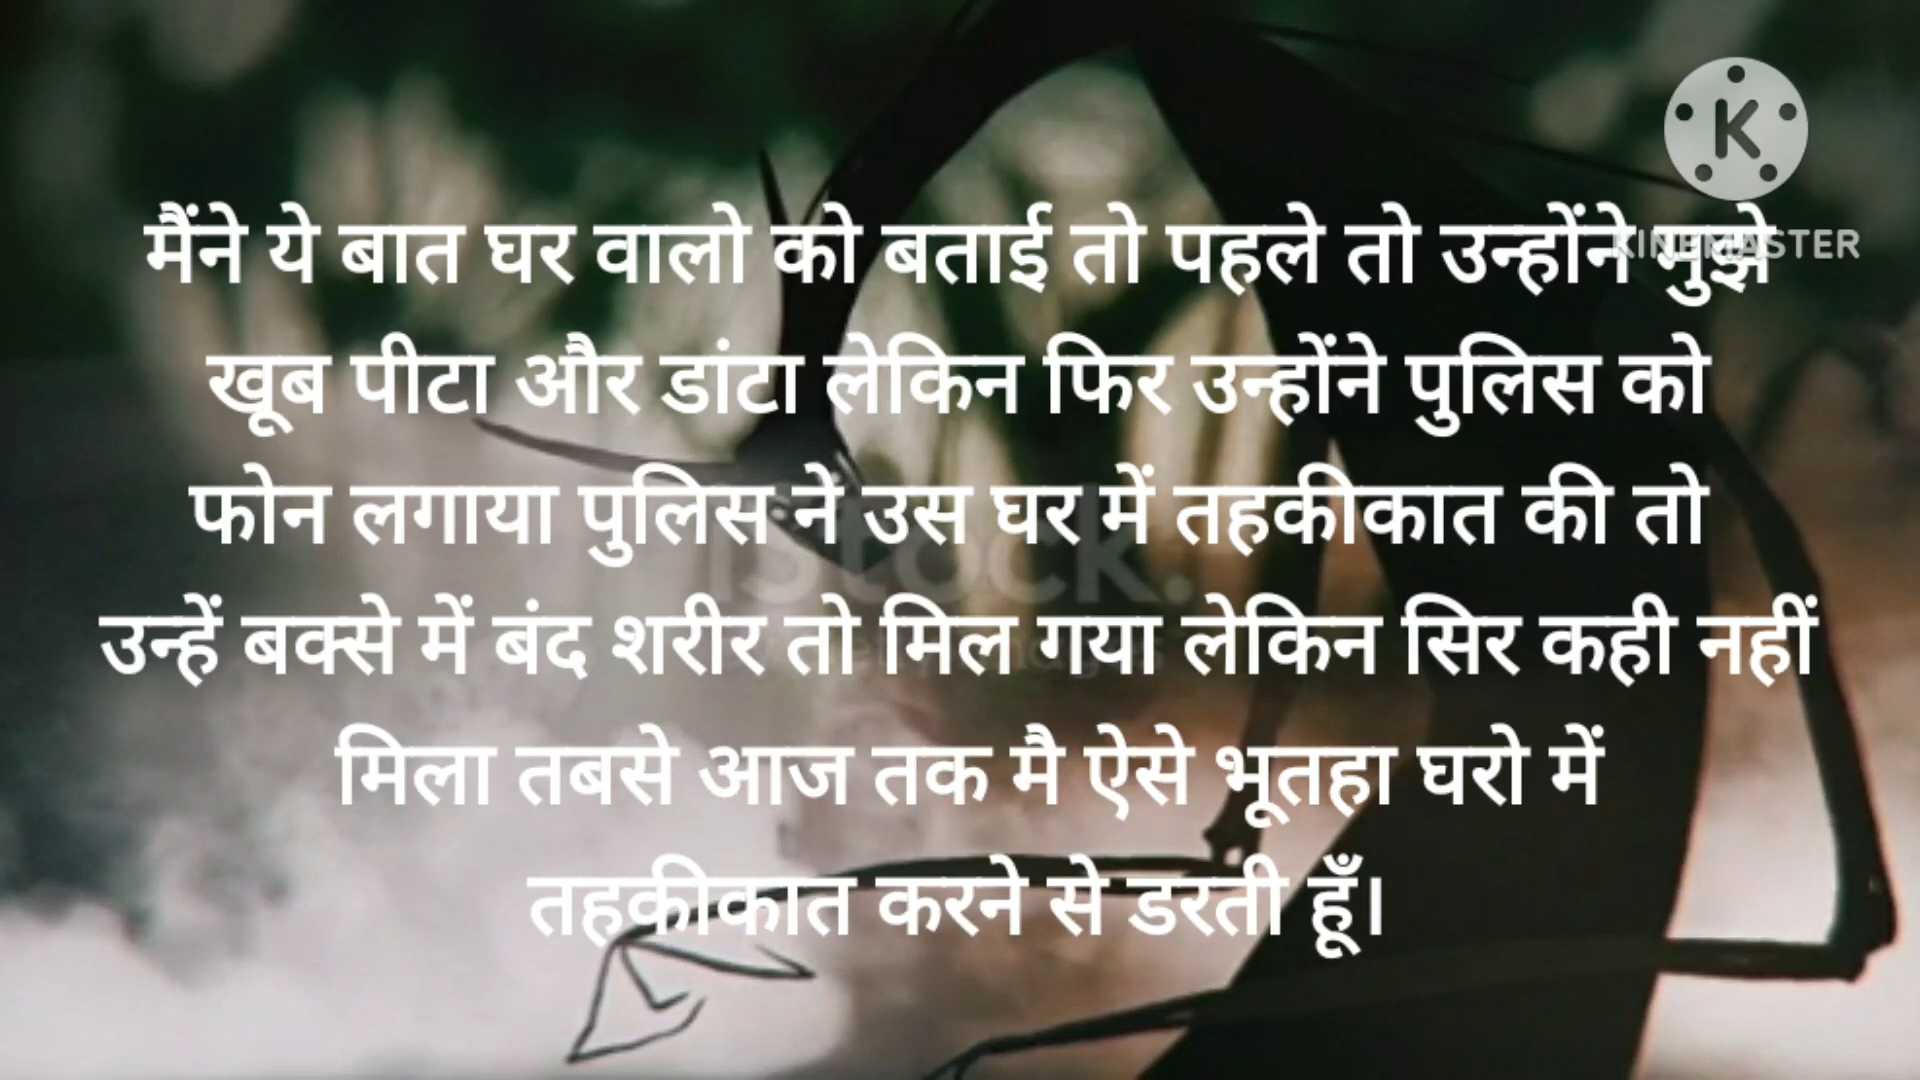 K
KINEMASTER
मैंने ये बात घर वालो को बताई तो पहले तो उन्होंने मुझे
खूब पीटा और डांटा लेकिन फिर उन्होंने पुलिस को
फोन लगाया पुलिस ने उस घर में तहकीकात की तो
उन्हें बक्से में बंद शरीर तो मिल गया लेकिन सिर कही नहीं
मिला तबसे आज तक मै ऐसे भूतहा घरो में
तहकीकात करने से डरती हूँ।
iStock.